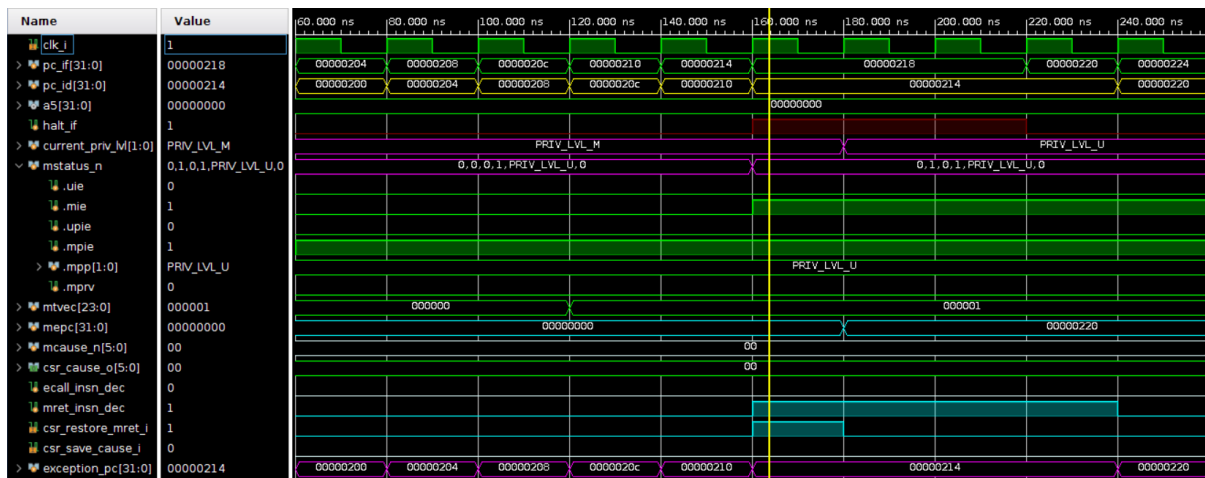 Name Value 60.000 ns 80.000 ns 100.000 ns 120.000 ns 140.000 ns 160.000 ns 180.000 ns 200.000 ns 220.000 ns 240.000 ns
clk_i 1
pc_if[31:0] 00000218 00000204 00000208 0000020c 00000210 00000214 00000218 00000220 00000224
pc_id[31:0] 00000214 00000200 00000204 00000208 0000020c 00000210 00000214 00000220
a5[31:0] 00000000 00000000
halt_if 1
current_priv_lvl[1:0] PRIV_LVL_M PRIV_LVL_M PRIV_LVL_U
mstatus_n 0,1,0,1,PRIV_LVL_U,0 0,0,0,1,PRIV_LVL_U,0 0,1,0,1,PRIV_LVL_U,0
.uie 0
.mie 1
.upie 0
.mpie 1
.mpp[1:0] PRIV_LVL_U PRIV_LVL_U
.mprv 0
mtvec[23:0] 000001 000000 000001
mepc[31:0] 00000000 00000000 00000220
mcause_n[5:0] 00 00
csr_cause_o[5:0] 00 00
ecall_insn_dec 0
mret_insn_dec 1
csr_restore_mret_i 1
csr_save_cause_i 0
exception_pc[31:0] 00000214 00000200 00000204 00000208 0000020c 00000210 00000214 00000220